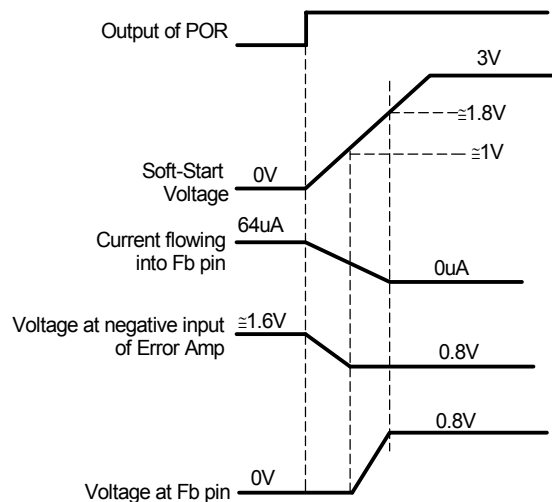 Output of POR
3V
≅1.8V
≅1V
Soft-Start
Voltage
0V
64uA
Current flowing
into Fb pin
0uA
≅1.6V
Voltage at negative input
of Error Amp
0.8V
0.8V
Voltage at Fb pin
0V